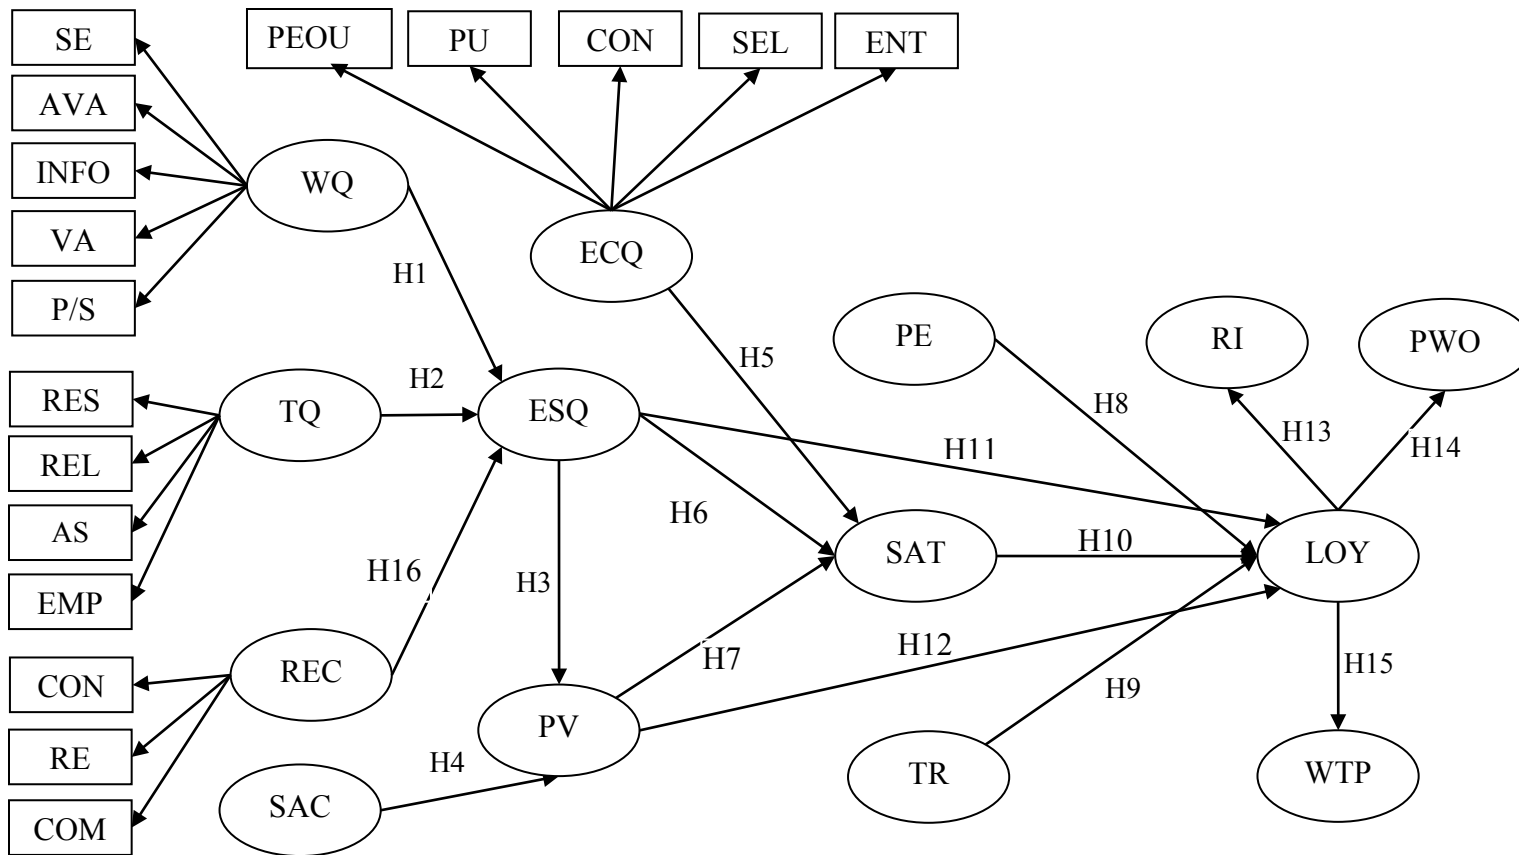 SE
PEOU
PU
CON
SEL
ENT
AVA
INFO
VA
P/S
WQ
ECQ
H1
H5
PE
RI
PWO
RES
REL
AS
EMP
TQ
H2
ESQ
H8
H13
H14
H11
H6
SAT
H10
LOY
H16
H3
CON
RE
COM
REC
H7
H12
H9
H15
PV
H4
SAC
TR
WTP